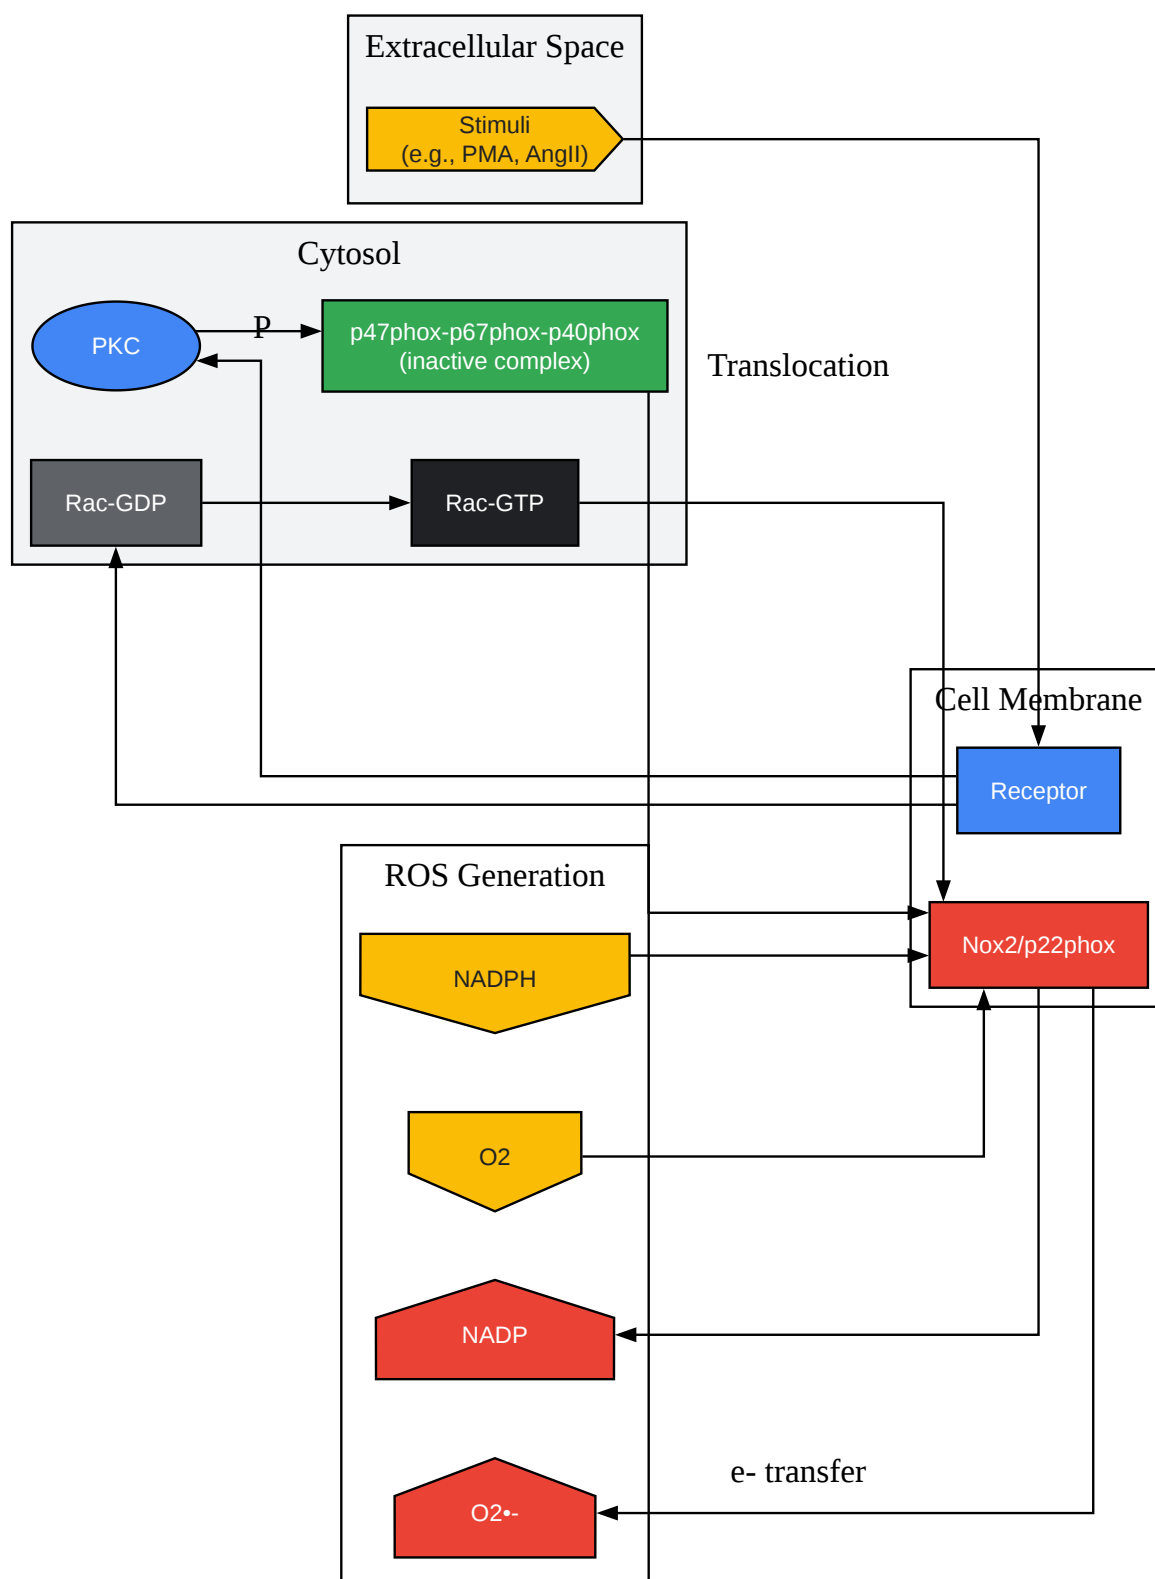 Extracellular Space
Stimuli
(e.g., PMA, AngII)
Cytosol
PKC
P
p47phox-p67phox-p40phox
(inactive complex)
Translocation
Rac-GDP
Rac-GTP
Cell Membrane
Receptor
ROS Generation
Nox2/p22phox
NADPH
O2
NADP
e- transfer
O2•-